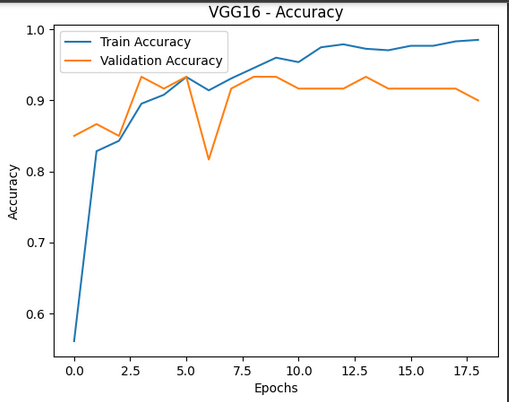 VGG16 - Accuracy
Train Accuracy
Validation Accuracy
1.0
0.9
0.8
0.7
0.6
Accuracy
0.0 2.5 5.0 7.5 10.0 12.5 15.0 17.5
Epochs